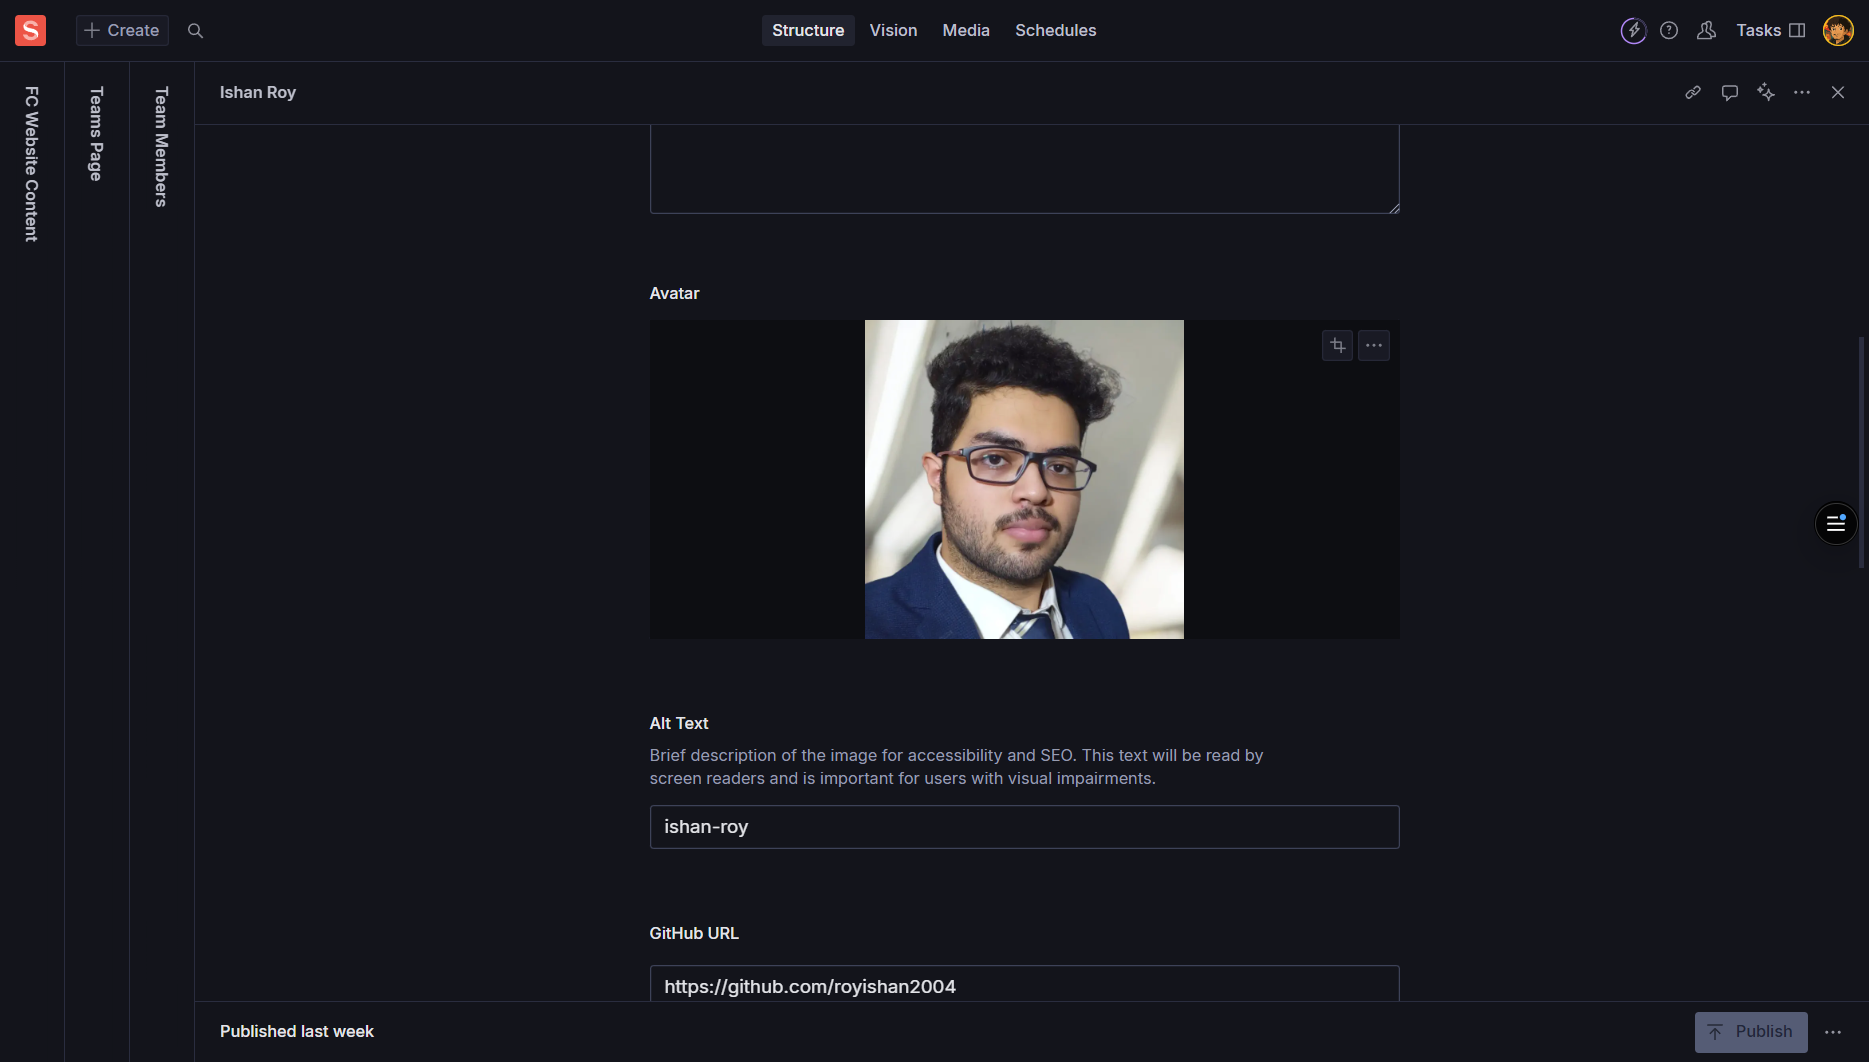 S
Create
Structure
Vision
Media
Schedules
Tasks
FC Website Content
Teams Page
Team Members
Ishan Roy
Avatar
Alt Text
Brief description of the image for accessibility and SEO. This text will be read by
screen readers and is important for users with visual impairments.
ishan-roy
GitHub URL
https://github.com/royishan2004
Published last week
Publish